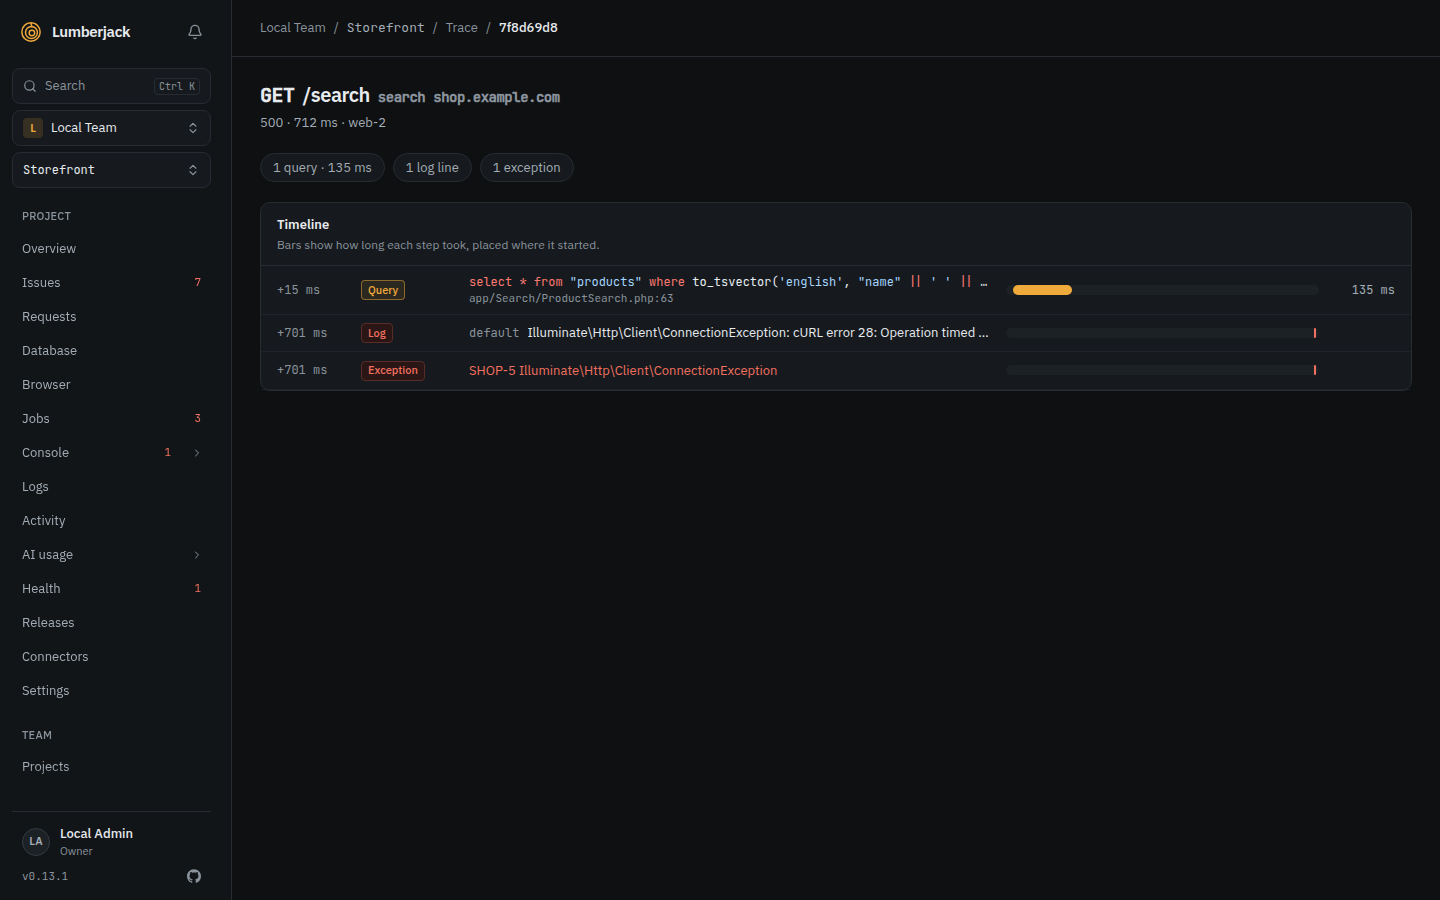 Lumberjack
Search Ctrl K
L Local Team
Storefront
PROJECT
Overview
Issues 7
Requests
Database
Browser
Jobs 3
Console 1
Logs
Activity
AI usage
Health 1
Releases
Connectors
Settings
TEAM
Projects
LA Local Admin
Owner
v0.13.1
Local Team / Storefront / Trace / 7f8d69d8
GET /search search shop.example.com
500 · 712 ms · web-2
1 query · 135 ms 1 log line 1 exception
Timeline
Bars show how long each step took, placed where it started.
+15 ms Query select * from "products" where to_tsvector('english', "name" || ' ' || … 135 ms
app/Search/ProductSearch.php:63
+701 ms Log default Illuminate\Http\Client\ConnectionException: cURL error 28: Operation timed ...
+701 ms Exception SHOP-5 Illuminate\Http\Client\ConnectionException